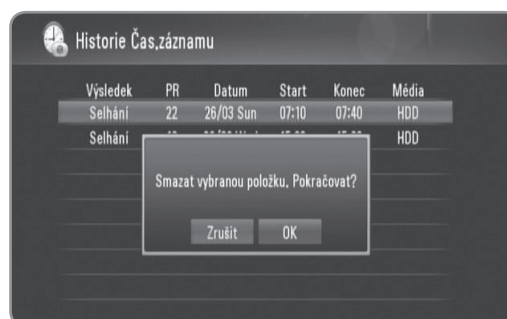 Historie Čas.záznamu
Výsledek PR Datum Start Konec Média
Selhání 22 26/03 Sun 07:10 07:40 HDD
Selhání HDD
Smazat vybranou položku. Pokračovat?
Zrušit OK